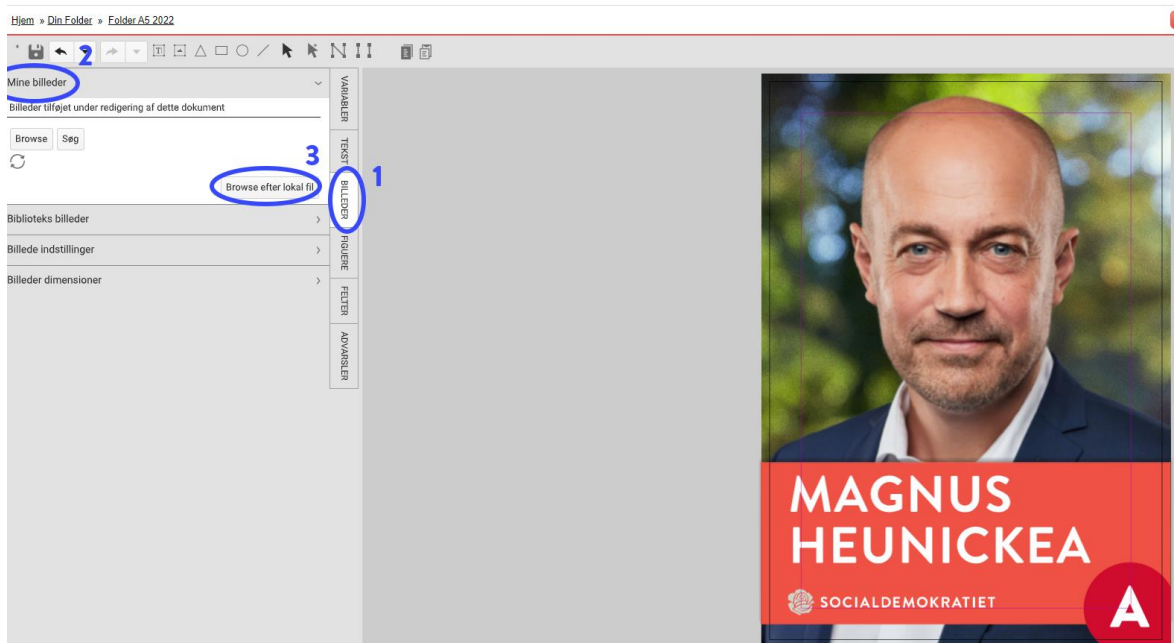 Hjem » Din Folder » Folder A5 2022
2
Mine billeder
Billeder tilføjet under redigering af dette dokument
Browse Søg
3
Browse efter lokal fil
Biblioteks billeder
Billede indstillinger
Billeder dimensioner
VARIABLER
TEKST
BILLEDER
1
FIGUERE
FELTER
ADVARSLER
MAGNUS
HEUNICKEA
SOCIALDEMOKRATIET
A